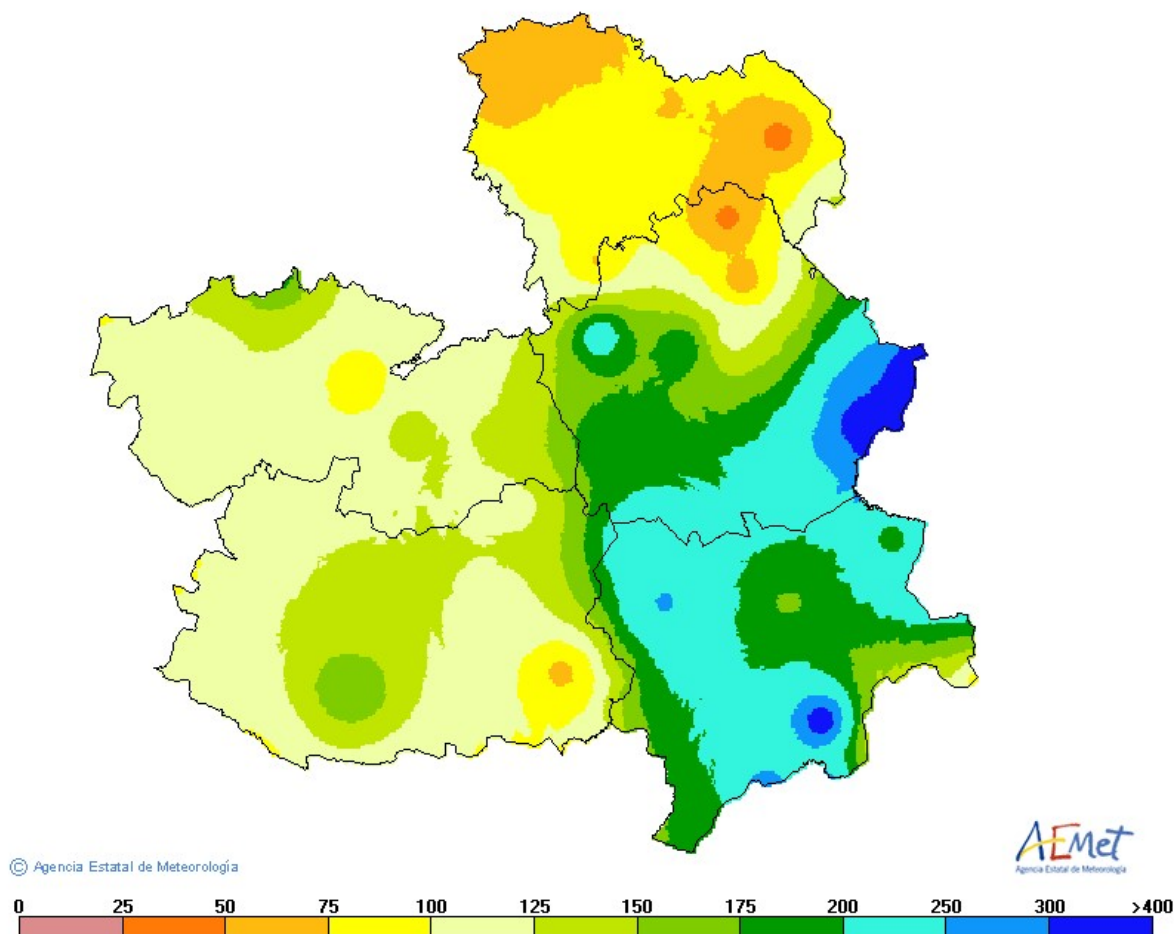 AEMet
Agencia Estatal de Meteorología
© Agencia Estatal de Meteorología
0 25 50 75 100 125 150 175 200 250 300 >400